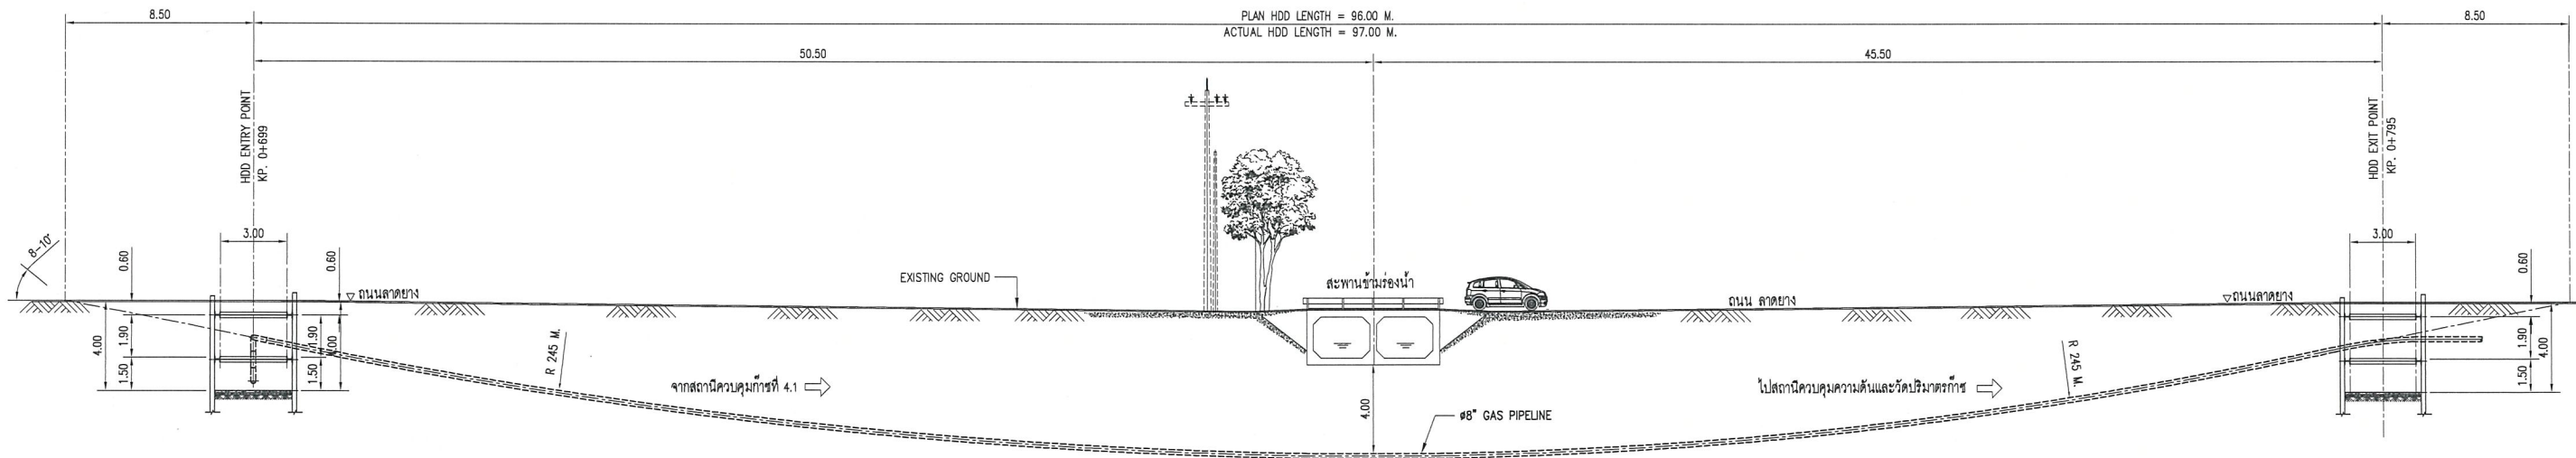 8.50
PLAN HDD LENGTH = 96.00 M.
8.50
ACTUAL HDD LENGTH = 97.00 M.
50.50
45.50
HDD ENTRY POINT
KP. 0+699
HDD EXIT POINT
KP. 0+795
8-10°
3.00
3.00
0.60
0.60
0.60
ถนนลาดยาง
EXISTING GROUND
สะพานข้ามร่องน้ำ
ถนน ลาดยาง
ถนนลาดยาง
4.00
1.90
1.50
1.90
1.50
4.00
R 245 M.
จากสถานีควบคุมก๊าซที่ 4.1
4.00
ø8" GAS PIPELINE
ไปสถานีควบคุมความดันและวัดปริมาตรก๊าซ
R 245 M.
1.90
1.50
4.00